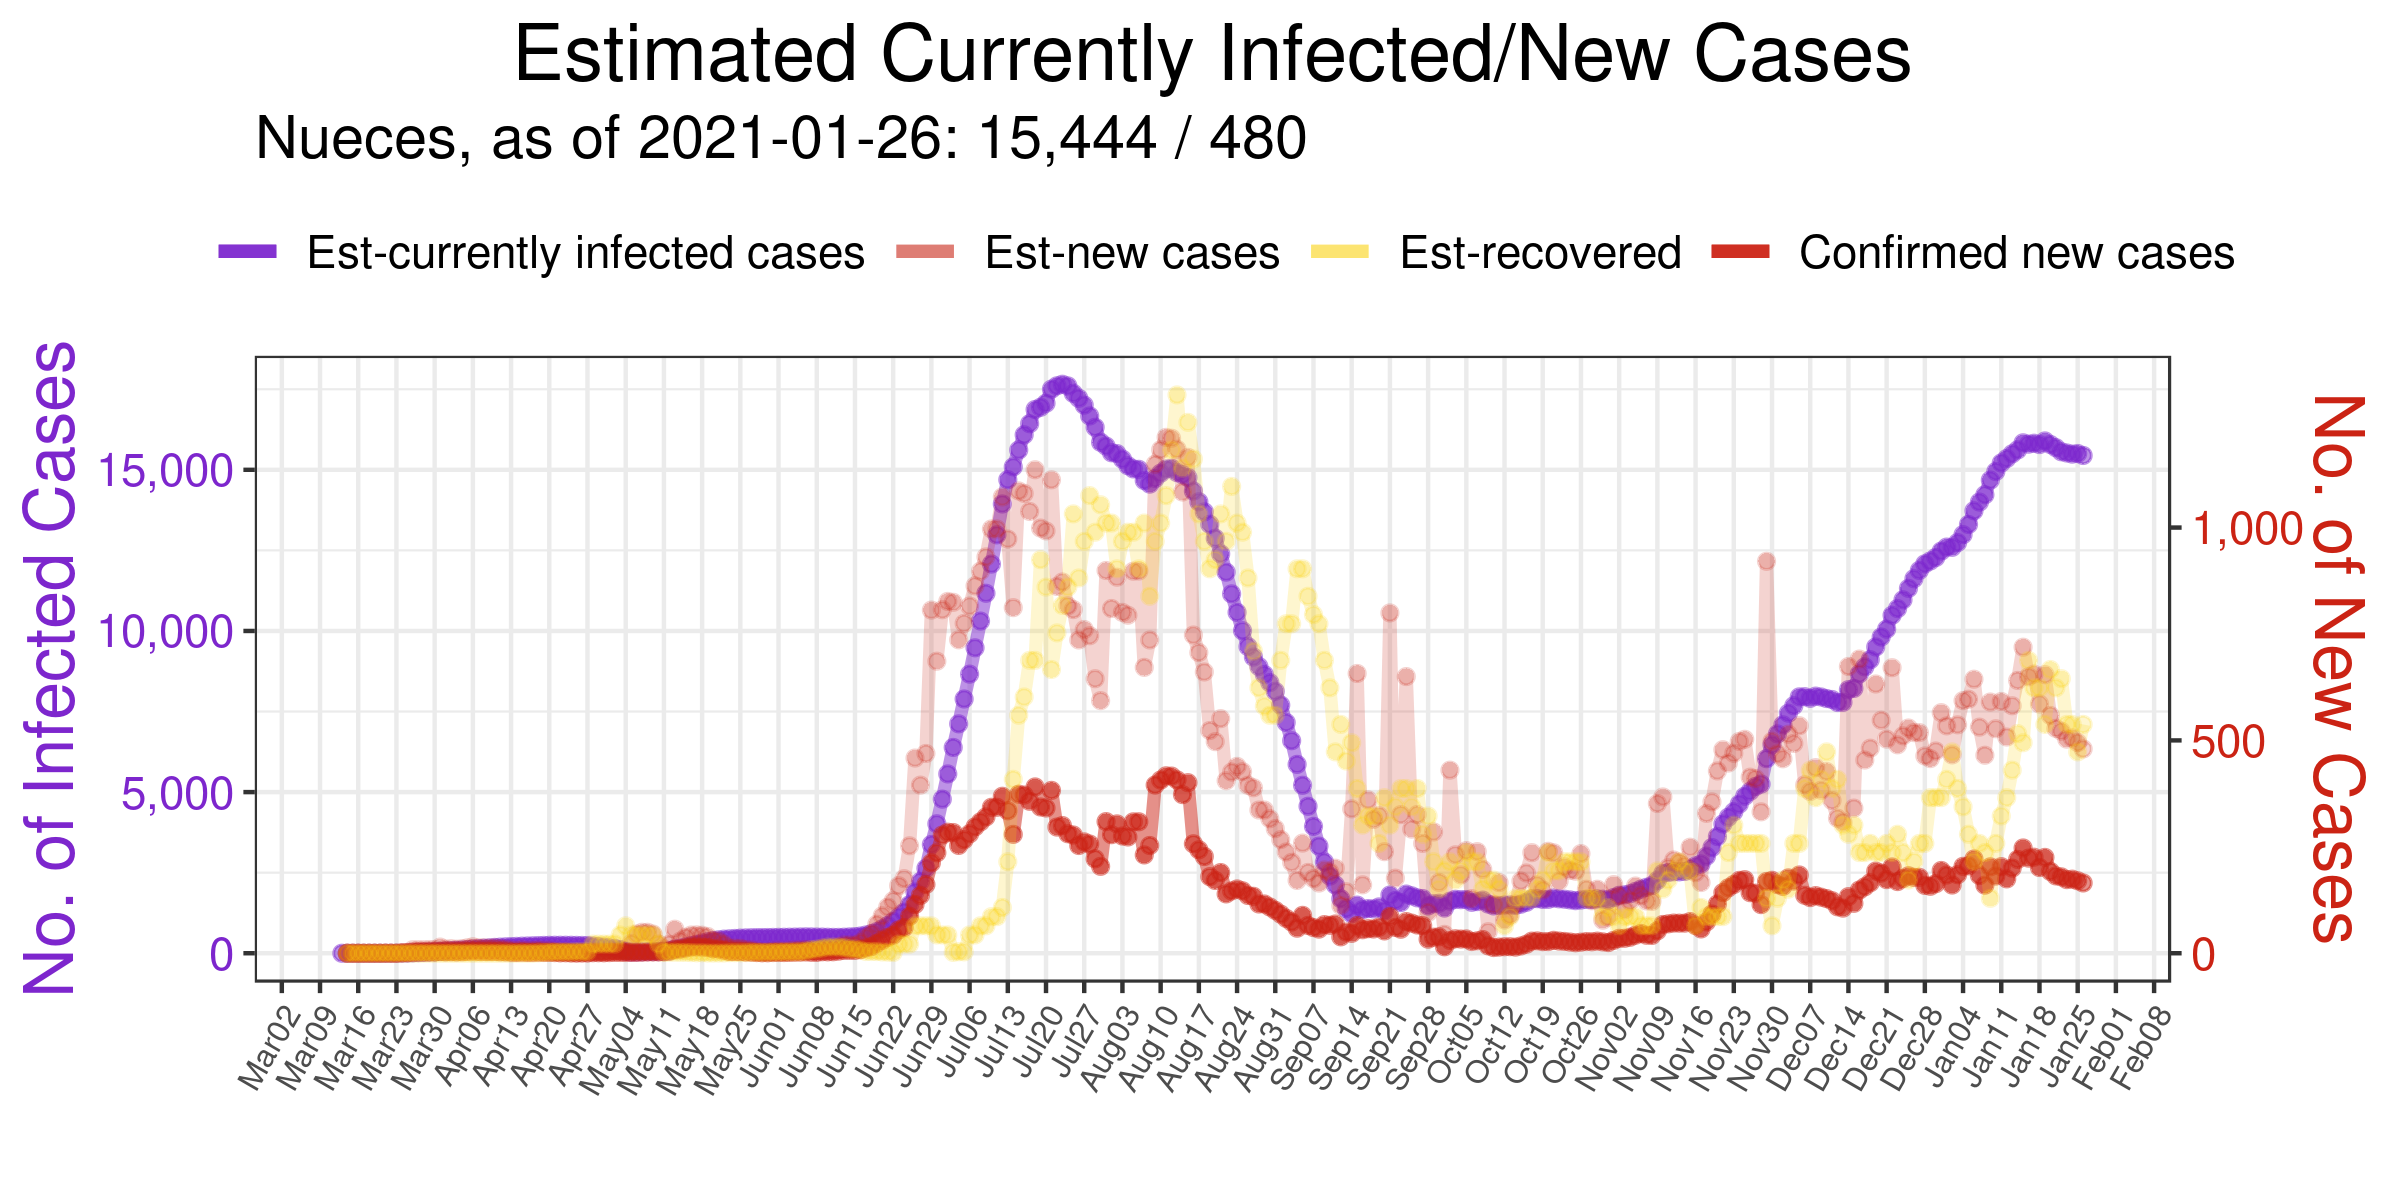 Estimated Currently Infected/New Cases
Nueces, as of 2021-01-26: 15,444 / 480
Est-currently infected cases Est-new cases Est-recovered Confirmed new cases
No. of Infected Cases
15,000
10,000
5,000
0
1,000
500
0
No. of New Cases
Mar02 Mar09 Mar16 Mar23 Mar30 Apr06 Apr13 Apr20 Apr27 May04 May11 May18 May25 Jun01 Jun08 Jun15 Jun22 Jun29 Jul06 Jul13 Jul20 Jul27 Aug03 Aug10 Aug17 Aug24 Aug31 Sep07 Sep14 Sep21 Sep28 Oct05 Oct12 Oct19 Oct26 Nov02 Nov09 Nov16 Nov23 Nov30 Dec07 Dec14 Dec21 Dec28 Jan04 Jan11 Jan18 Jan25 Feb01 Feb08